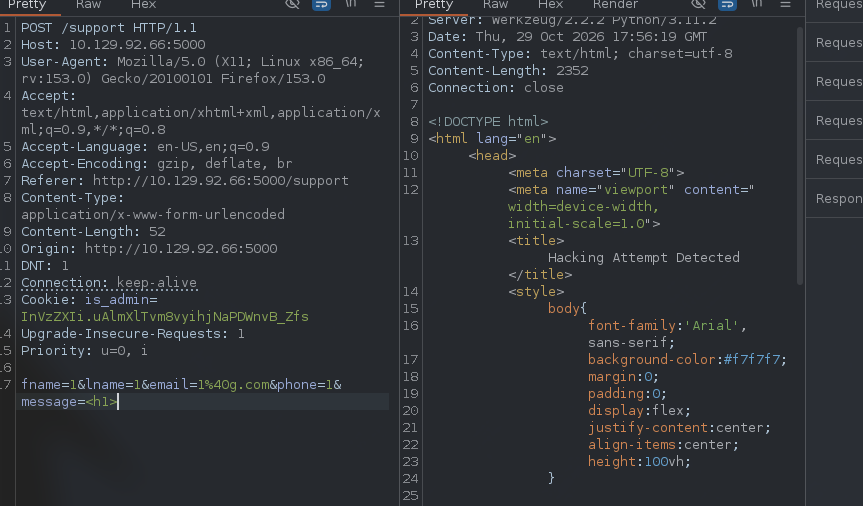 Pretty Raw Hex \n
1 POST /support HTTP/1.1
2 Host: 10.129.92.66:5000
3 User-Agent: Mozilla/5.0 (X11; Linux x86_64;
rv:153.0) Gecko/20100101 Firefox/153.0
4 Accept:
text/html,application/xhtml+xml,application/x
ml;q=0.9,*/*;q=0.8
5 Accept-Language: en-US,en;q=0.9
6 Accept-Encoding: gzip, deflate, br
7 Referer: http://10.129.92.66:5000/support
8 Content-Type:
application/x-www-form-urlencoded
9 Content-Length: 52
10 Origin: http://10.129.92.66:5000
11 DNT: 1
12 Connection: keep-alive
13 Cookie: is_admin=
InVzZXIi.uAlmXlTvm8vyihjNaPDWnvB_Zfs
14 Upgrade-Insecure-Requests: 1
15 Priority: u=0, i
16
17 fname=1&lname=1&email=1%40g.com&phone=1&
message=<h1>
Pretty Raw Hex Render \n
2 Server: Werkzeug/2.2.2 Python/3.11.2
3 Date: Thu, 29 Oct 2026 17:56:19 GMT
4 Content-Type: text/html; charset=utf-8
5 Content-Length: 2352
6 Connection: close
7
8 <!DOCTYPE html>
9 <html lang="en">
10 <head>
11 <meta charset="UTF-8">
12 <meta name="viewport" content="
width=device-width,
initial-scale=1.0">
13 <title>
Hacking Attempt Detected
</title>
14 <style>
15 body{
16 font-family:'Arial',
sans-serif;
17 background-color:#f7f7f7;
18 margin:0;
19 padding:0;
20 display:flex;
21 justify-content:center;
22 align-items:center;
23 height:100vh;
24 }
25
Reques
Reques
Reques
Reques
Reques
Respon